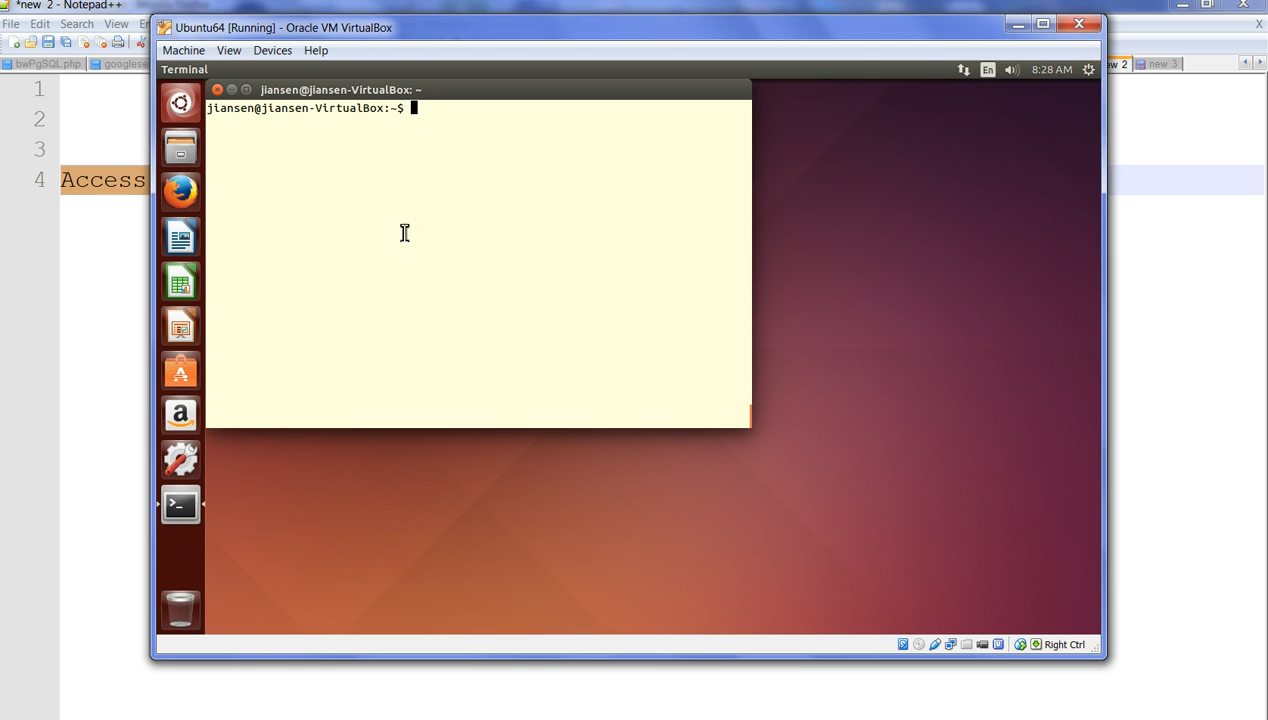 *new 2 - Notepad++
File Edit Search View
Ubuntu64 [Running] - Oracle VM VirtualBox
Machine View Devices Help
bwPgSQL.php
new 2
new 3
Terminal
En
8:28 AM
jiansen@jiansen-VirtualBox: ~
jiansen@jiansen-VirtualBox:~$
1
2
3
4 Access
Right Ctrl